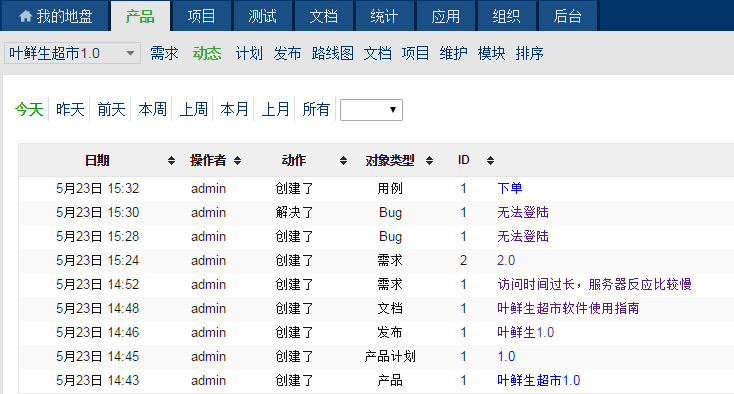 我的地盘 产品 项目 测试 文档 统计 应用 组织 后台
叶鲜生超市1.0 需求 动态 计划 发布 路线图 文档 项目 维护 模块 排序
今天 昨天 前天 本周 上周 本月 上月 所有
日期 操作者 动作 对象类型 ID
5月23日 15:32 admin 创建了 用例 1 下单
5月23日 15:30 admin 解决了 Bug 1 无法登陆
5月23日 15:28 admin 创建了 Bug 1 无法登陆
5月23日 15:24 admin 创建了 需求 2 2.0
5月23日 14:52 admin 创建了 需求 1 访问时间过长，服务器反应比较慢
5月23日 14:48 admin 创建了 文档 1 叶鲜生超市软件使用指南
5月23日 14:46 admin 创建了 发布 1 叶鲜生1.0
5月23日 14:45 admin 创建了 产品计划 1 1.0
5月23日 14:43 admin 创建了 产品 1 叶鲜生超市1.0